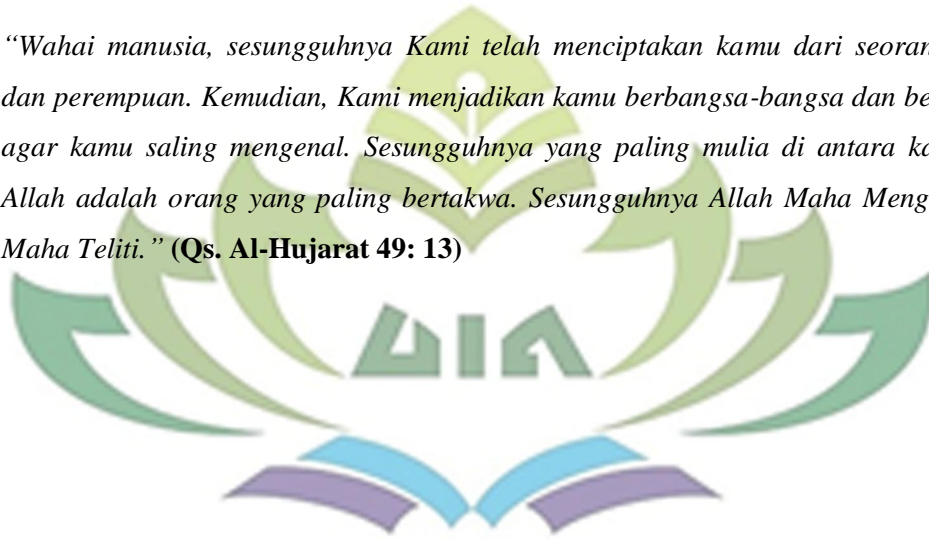 “Wahai manusia, sesungguhnya Kami telah menciptakan kamu dari seoran
dan perempuan. Kemudian, Kami menjadikan kamu berbangsa-bangsa dan be
agar kamu saling mengenal. Sesungguhnya yang paling mulia di antara ka
Allah adalah orang yang paling bertakwa. Sesungguhnya Allah Maha Meng
Maha Teliti.” (Qs. Al-Hujarat 49: 13)
UIN